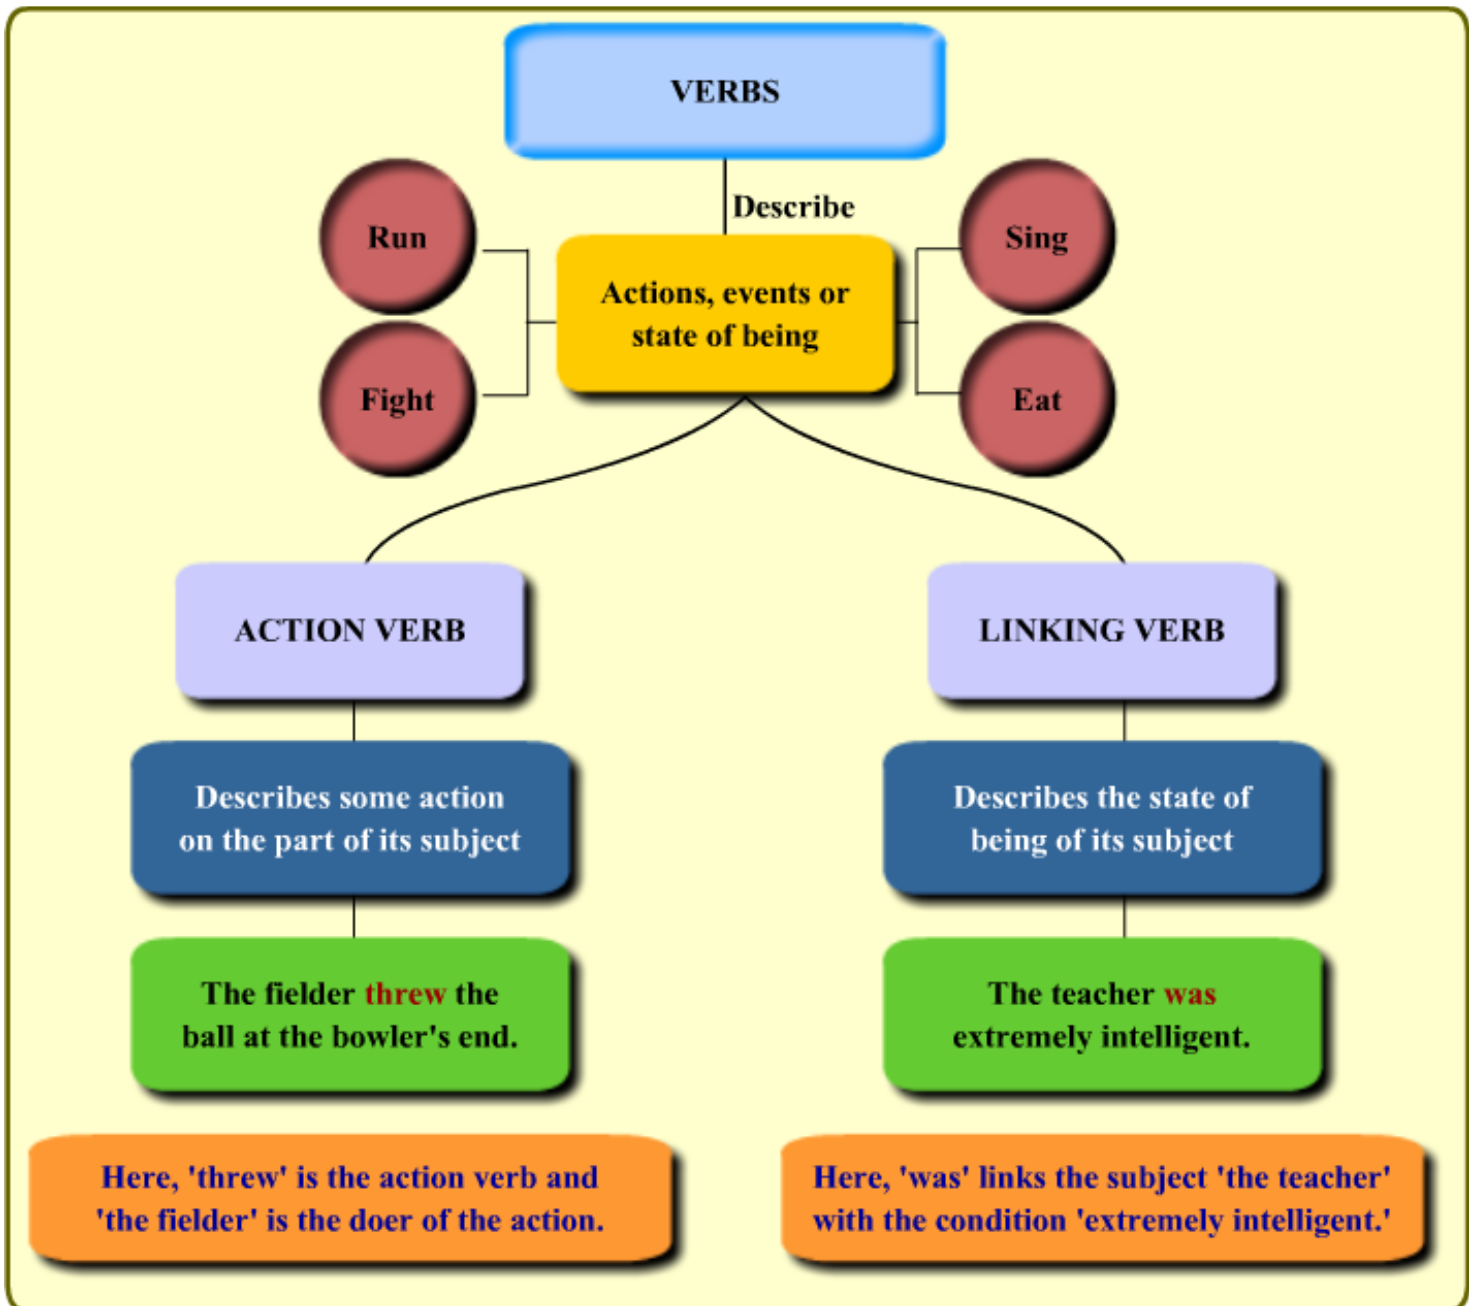 VERBS
Describe
Run
Sing
Actions, events or
state of being
Fight
Eat
ACTION VERB
LINKING VERB
Describes some action
on the part of its subject
Describes the state of
being of its subject
The fielder threw the
ball at the bowler's end.
The teacher was
extremely intelligent.
Here, 'threw' is the action verb and
'the fielder' is the doer of the action.
Here, 'was' links the subject 'the teacher'
with the condition 'extremely intelligent.'